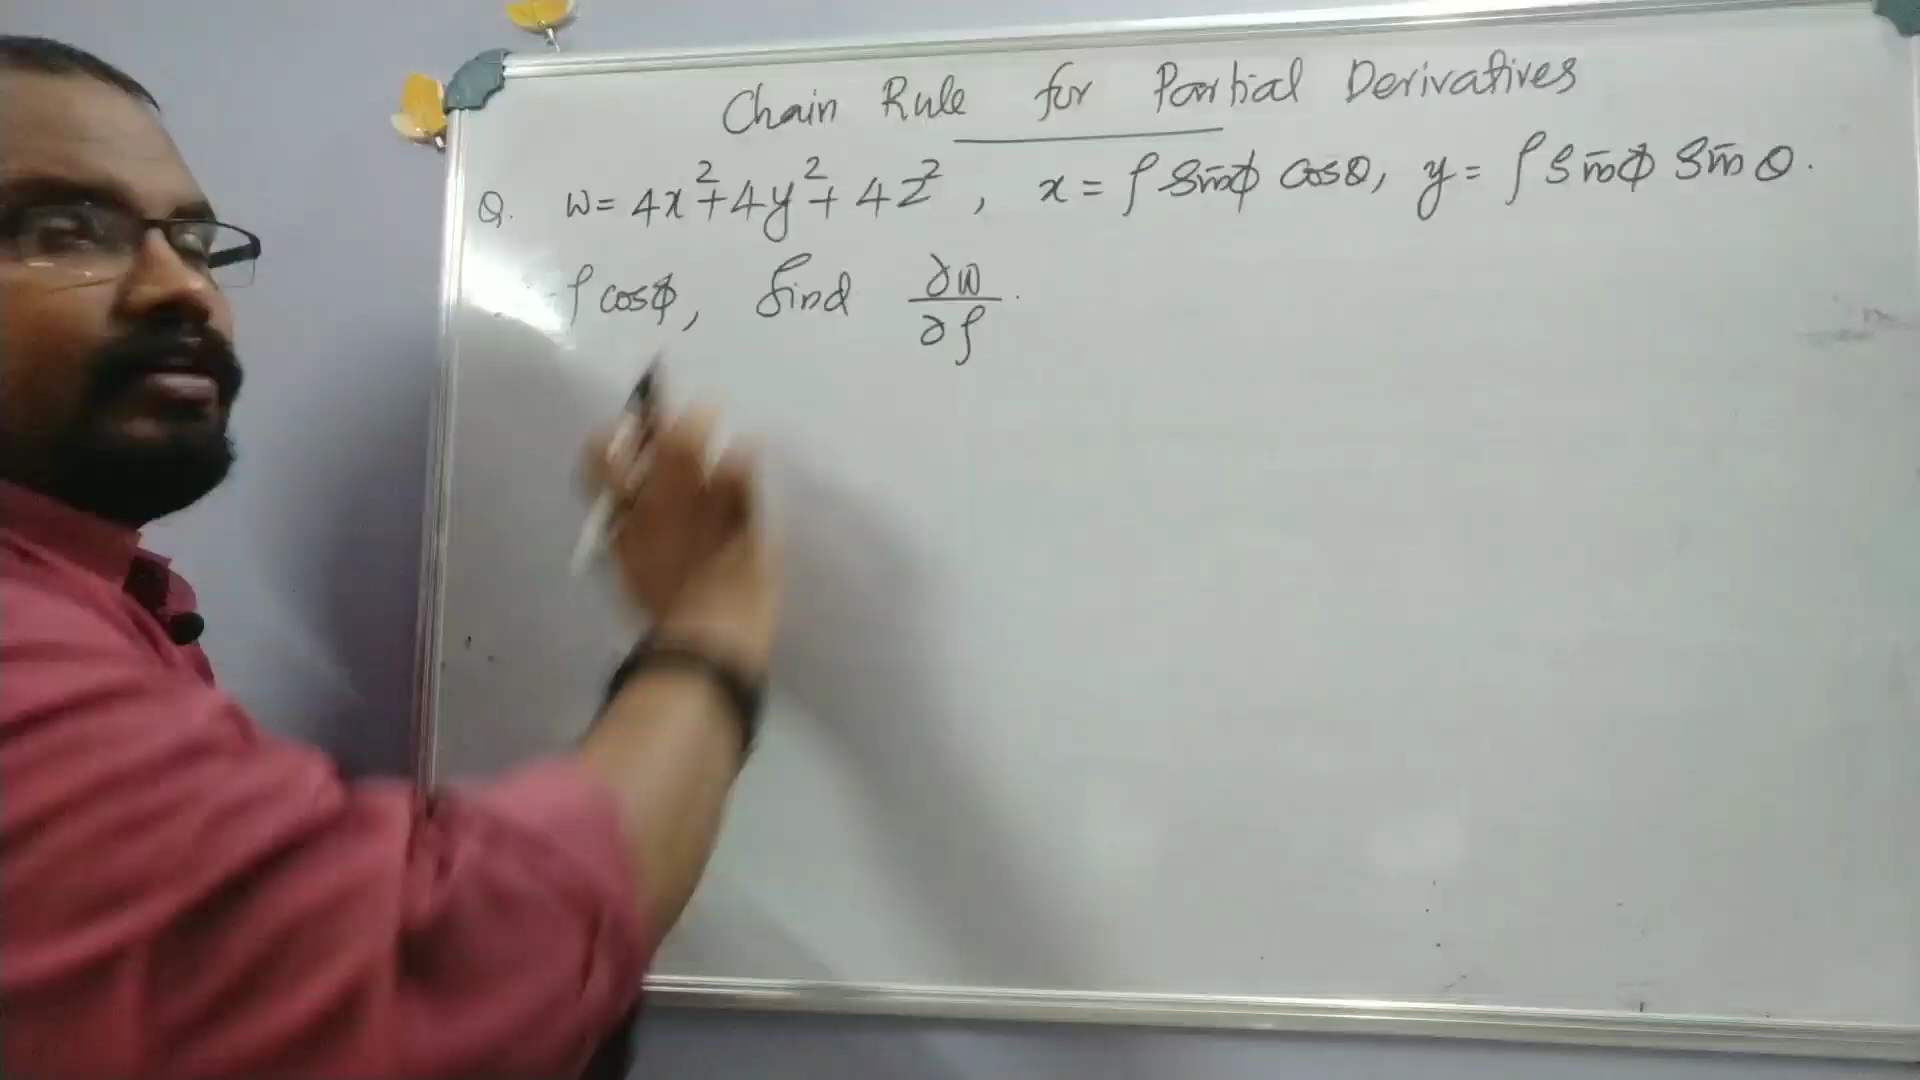 Chain Rule for Partial Derivatives
Q. w = 4x² + 4y² + 4z², x = ρ sinφ cosθ, y = ρ sinφ sinθ.
ρ cosφ, find ∂w/∂ρ.